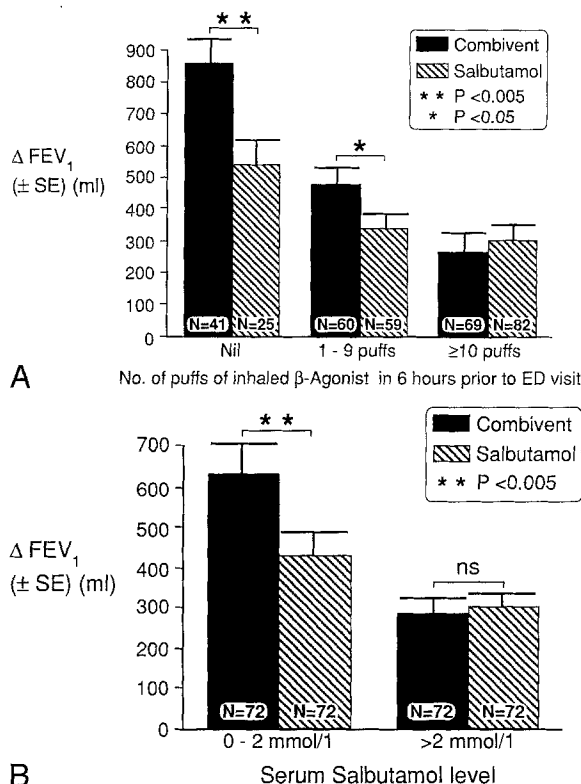 Combivent
Salbutamol
* * P <0.005
* P <0.05
* *
*
900
800
700
600
500
400
300
200
100
0
Δ FEV1
(± SE) (ml)
N=41 N=25 N=60 N=59 N=69 N=82
Nil 1 - 9 puffs ≥10 puffs
A No. of puffs of inhaled β-Agonist in 6 hours prior to ED visit
Combivent
Salbutamol
* * P <0.005
* *
ns
700
600
500
400
300
200
100
0
Δ FEV1
(± SE) (ml)
N=72 N=72 N=72 N=72
0 - 2 mmol/1 >2 mmol/1
B Serum Salbutamol level